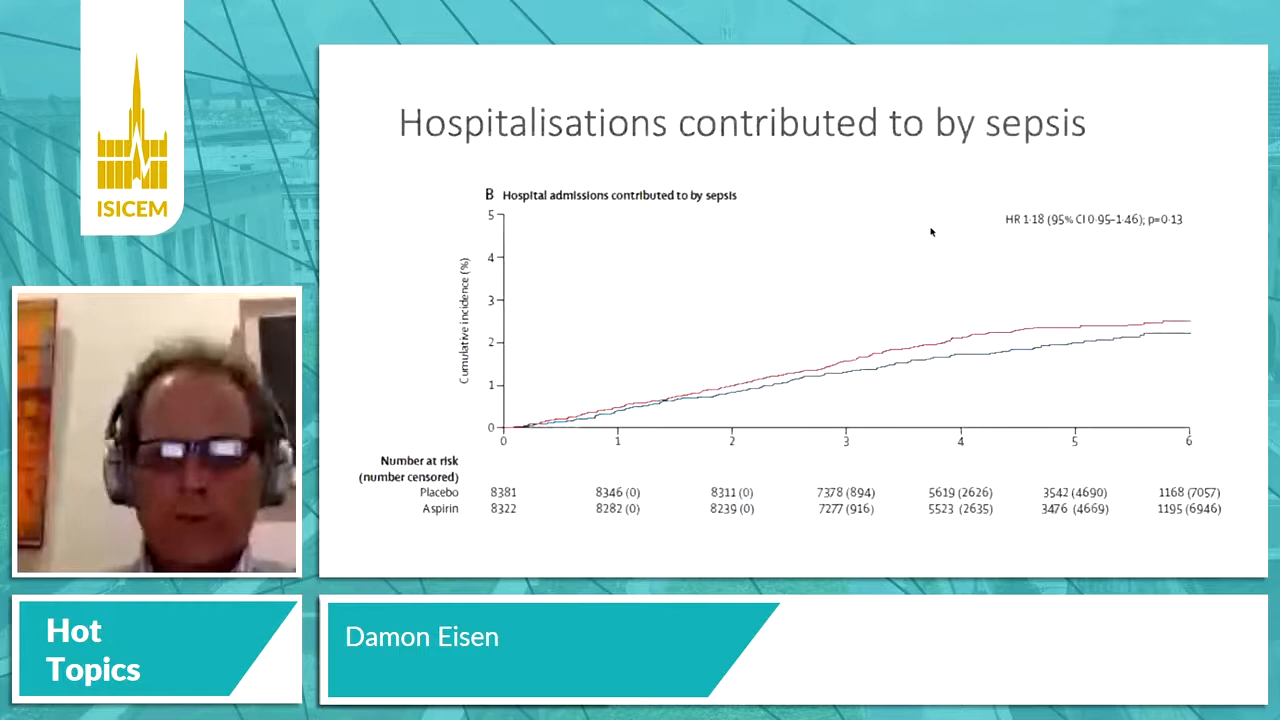 ISICEM
Hospitalisations contributed to by sepsis
B Hospital admissions contributed to by sepsis
HR 1·18 (95% CI 0·95–1·46); p=0·13
Cumulative incidence (%)
5
4
3
2
1
0
0 1 2 3 4 5 6
Number at risk
(number censored)
Placebo 8381 8346 (0) 8311 (0) 7378 (894) 5619 (2626) 3542 (4690) 1168 (7057)
Aspirin 8322 8282 (0) 8239 (0) 7277 (916) 5523 (2635) 3476 (4669) 1195 (6946)
Hot
Topics
Damon Eisen